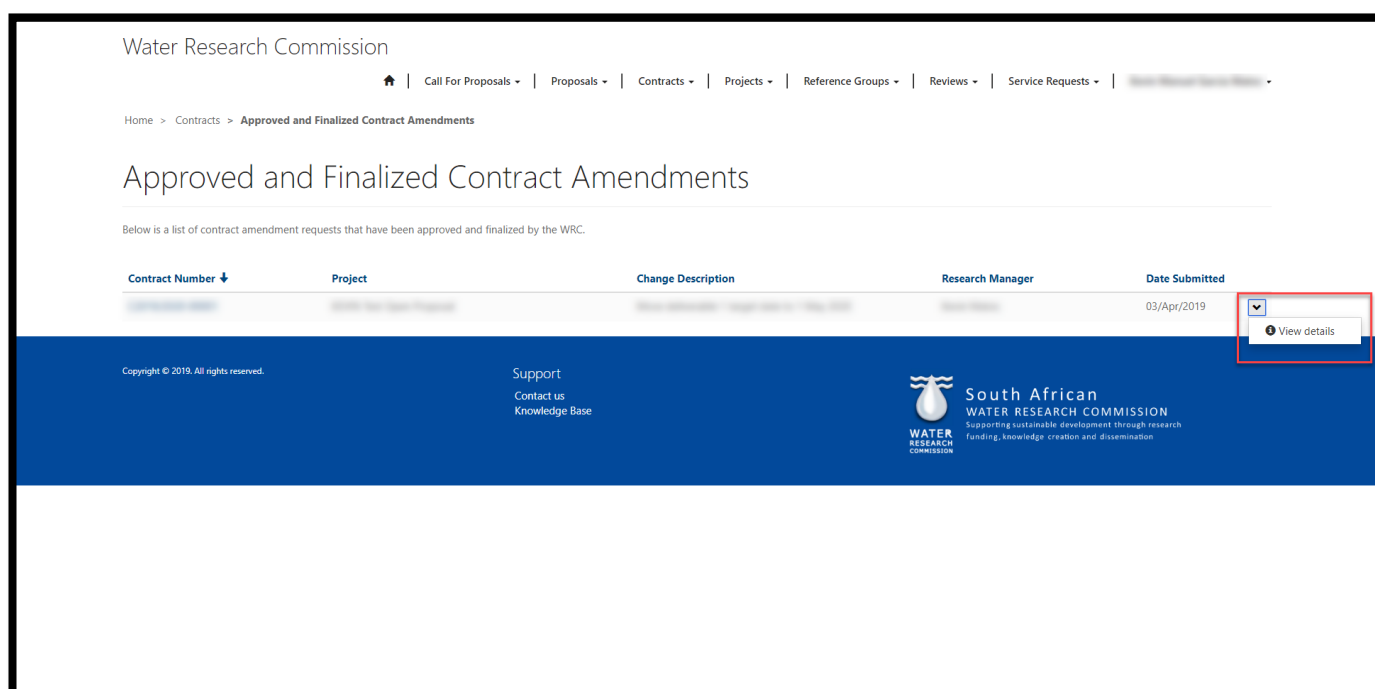 Water Research Commission
Call For Proposals
Proposals
Contracts
Projects
Reference Groups
Reviews
Service Requests
Home > Contracts > Approved and Finalized Contract Amendments
Approved and Finalized Contract Amendments
Below is a list of contract amendment requests that have been approved and finalized by the WRC.
Contract Number Project Change Description Research Manager Date Submitted
03/Apr/2019
View details
Copyright © 2019. All rights reserved.
Support
Contact us
Knowledge Base
WATER
RESEARCH
COMMISSION
South African
WATER RESEARCH COMMISSION
Supporting sustainable development through research
funding, knowledge creation and dissemination